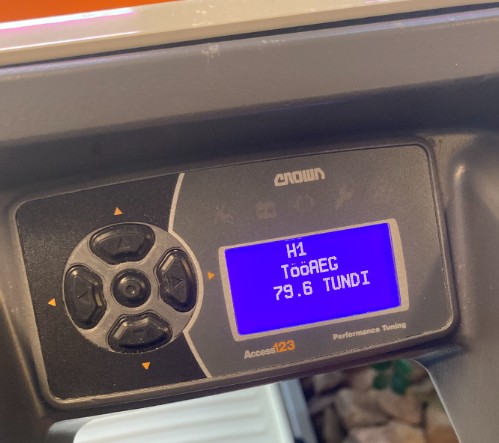 CROWN
H1
TööAEG
79.6 TUNDI
Access123
Performance Tuning